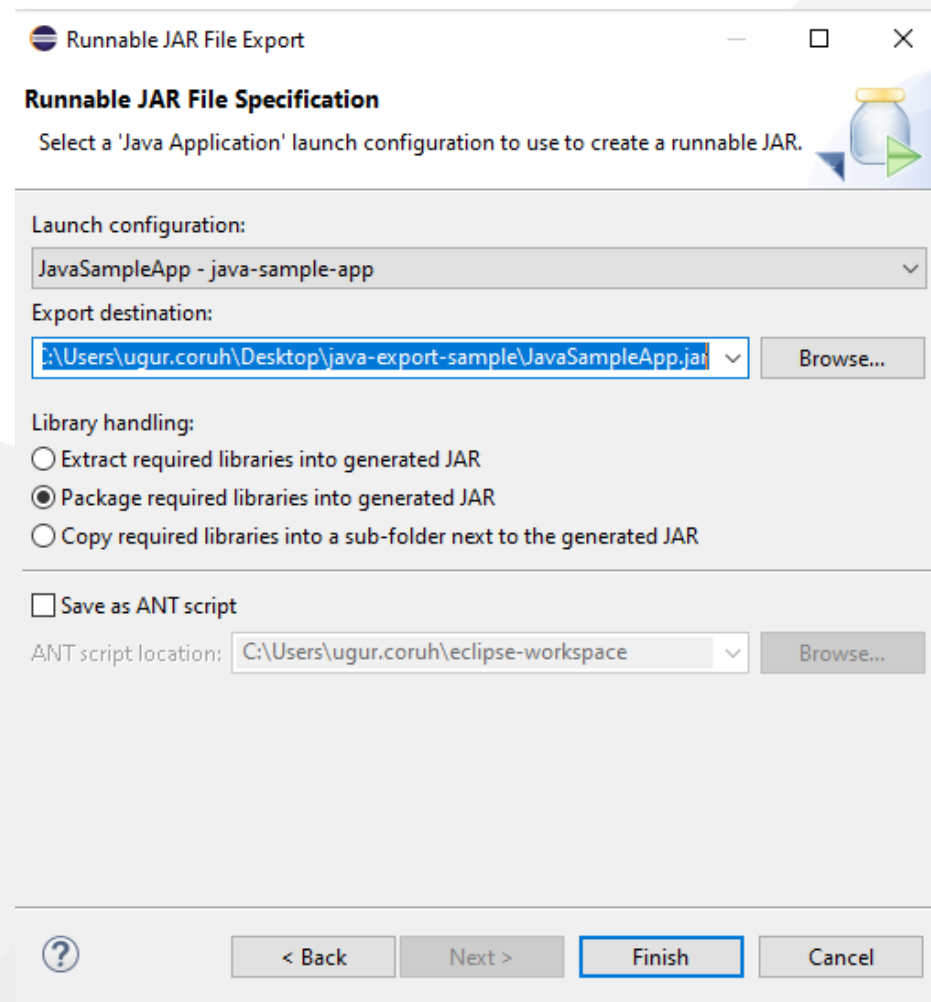 Runnable JAR File Export
Runnable JAR File Specification
Select a 'Java Application' launch configuration to use to create a runnable JAR.
Launch configuration:
JavaSampleApp - java-sample-app
Export destination:
C:\Users\ugur.coruh\Desktop\java-export-sample\JavaSampleApp.jar
Browse...
Library handling:
Extract required libraries into generated JAR
Package required libraries into generated JAR
Copy required libraries into a sub-folder next to the generated JAR
Save as ANT script
ANT script location:
C:\Users\ugur.coruh\eclipse-workspace
Browse...
?
< Back
Next >
Finish
Cancel